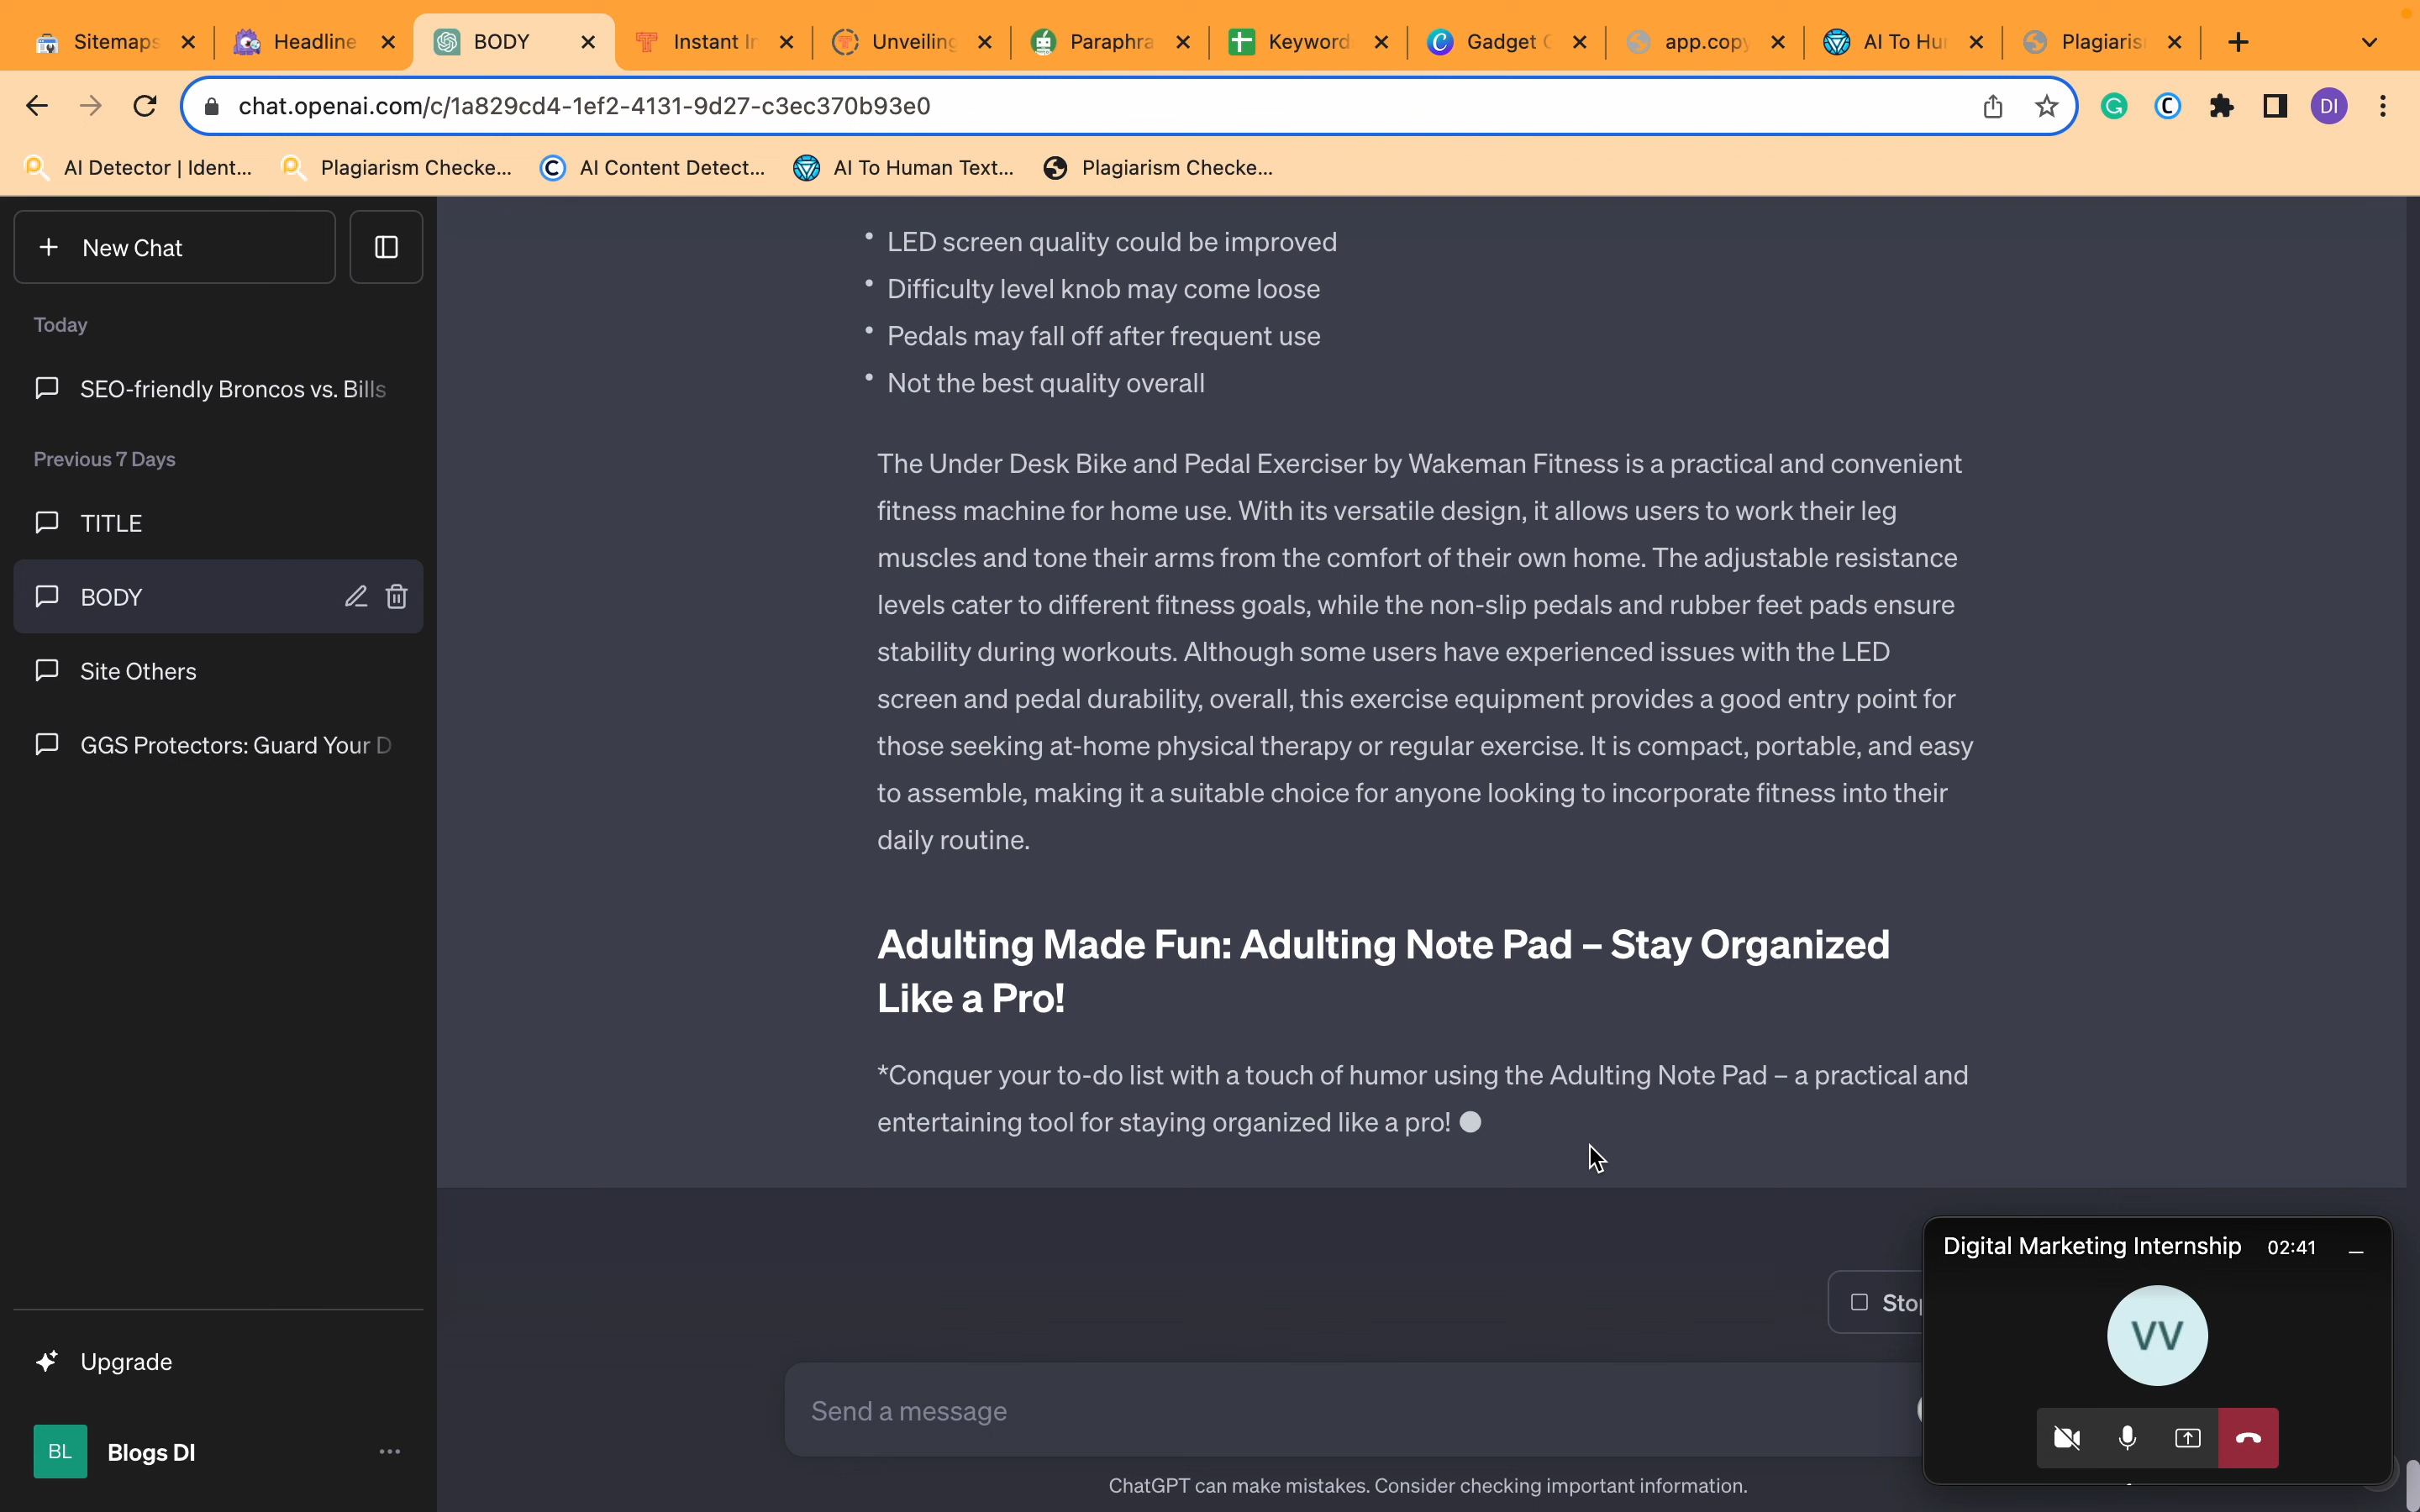 Sitemaps
Headline
BODY
Instant
Unveiling
Paraphra
Keyword
Gadget
app.copy
AI To Hu
Plagiaris
chat.openai.com/c/1a829cd4-1ef2-4131-9d27-c3ec370b93e0
DI
AI Detector | Ident...
Plagiarism Checke...
AI Content Detect...
AI To Human Text...
Plagiarism Checke...
New Chat
Today
SEO-friendly Broncos vs. Bills
Previous 7 Days
TITLE
BODY
Site Others
GGS Protectors: Guard Your D
Upgrade
BL
Blogs DI
• LED screen quality could be improved
• Difficulty level knob may come loose
• Pedals may fall off after frequent use
• Not the best quality overall
The Under Desk Bike and Pedal Exerciser by Wakeman Fitness is a practical and convenient
fitness machine for home use. With its versatile design, it allows users to work their leg
muscles and tone their arms from the comfort of their own home. The adjustable resistance
levels cater to different fitness goals, while the non-slip pedals and rubber feet pads ensure
stability during workouts. Although some users have experienced issues with the LED
screen and pedal durability, overall, this exercise equipment provides a good entry point for
those seeking at-home physical therapy or regular exercise. It is compact, portable, and easy
to assemble, making it a suitable choice for anyone looking to incorporate fitness into their
daily routine.
Adulting Made Fun: Adulting Note Pad – Stay Organized
Like a Pro!
*Conquer your to-do list with a touch of humor using the Adulting Note Pad – a practical and
entertaining tool for staying organized like a pro!
Stop
Send a message
ChatGPT can make mistakes. Consider checking important information.
Digital Marketing Internship 02:41
VV